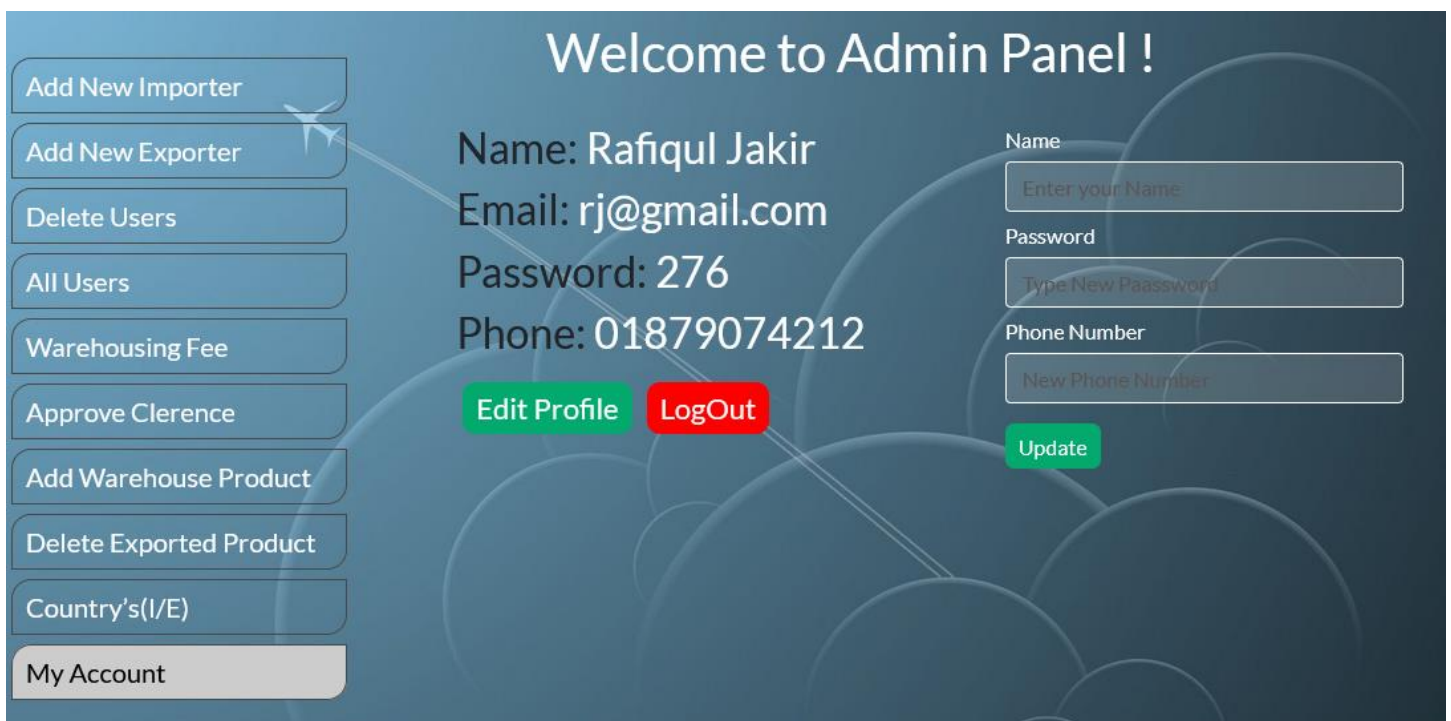 Welcome to Admin Panel !
Add New Importer
Add New Exporter
Delete Users
All Users
Warehousing Fee
Approve Clerence
Add Warehouse Product
Delete Exported Product
Country’s(I/E)
My Account
Name: Rafiqul Jakir
Email: rj@gmail.com
Password: 276
Phone: 01879074212
Edit Profile
LogOut
Name
Enter your Name
Password
Type New Paassword
Phone Number
New Phone Number
Update